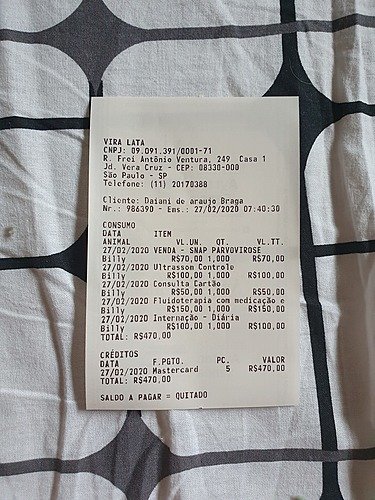 VIRA LATA
CNPJ: 09.091.391/0001-71
R. Frei Antônio Ventura, 249 Casa 1
Jd. Vera Cruz - CEP: 08330-000
São Paulo - SP
Telefone: (11) 20170388
Cliente: Daiani de araujo Braga
Nr.: 986390 - Ems.: 27/02/2020 07:40:30
CONSUMO
DATA ITEM
ANIMAL VL.UN. QT. VL.TT.
27/02/2020 VENDA - SNAP PARVOVIROSE
Billy R$70,00 1,000 R$70,00
27/02/2020 Ultrassom Controle
Billy R$100,00 1,000 R$100,00
27/02/2020 Consulta Cartão
Billy R$50,00 1,000 R$50,00
27/02/2020 Fluidoterapia com medicação e
Billy R$150,00 1,000 R$150,00
27/02/2020 Internação - Diária
Billy R$100,00 1,000 R$100,00
TOTAL: R$470,00
CRÉDITOS
DATA F.PGTO. PC. VALOR
27/02/2020 Mastercard 5 R$470,00
TOTAL: R$470,00
SALDO A PAGAR = QUITADO